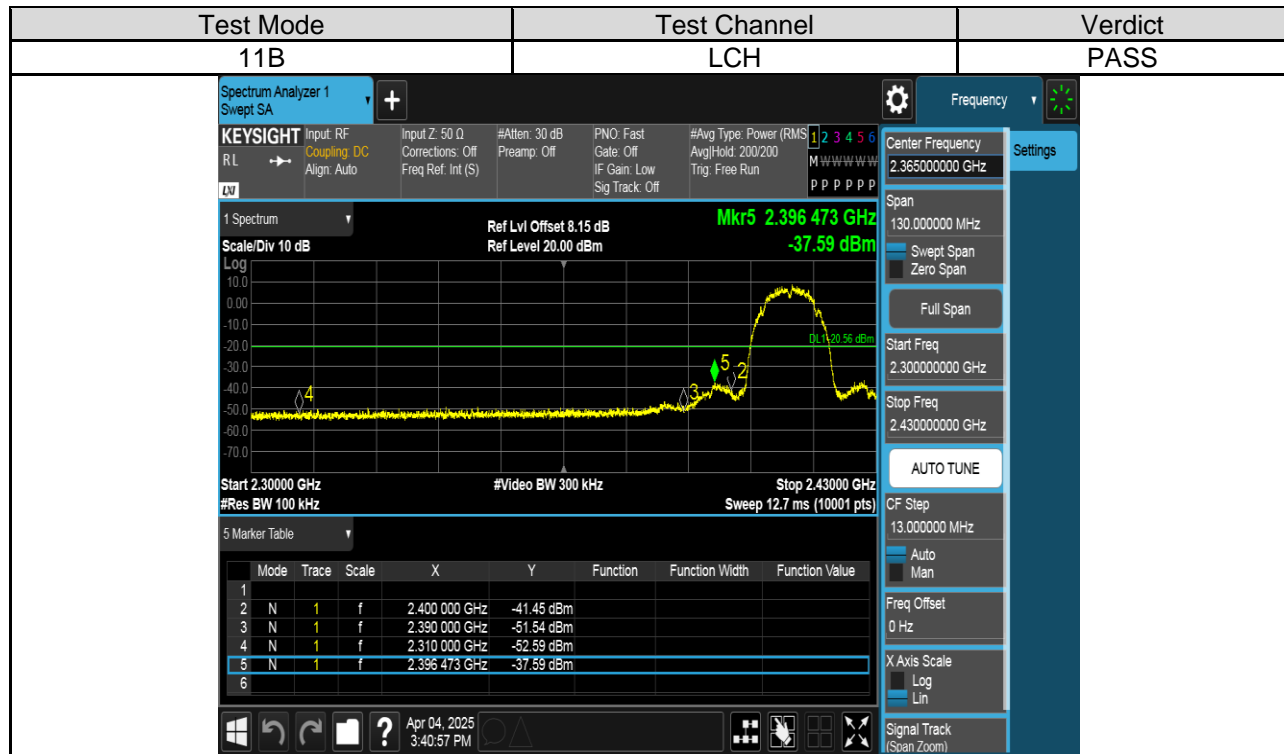 Test Mode Test Channel Verdict
11B LCH PASS
Spectrum Analyzer 1
Swept SA
+
Frequency
KEYSIGHT Input: RF Input Z: 50 Ω #Atten: 30 dB PNO: Fast #Avg Type: Power (RMS 1 2 3 4 5 6
RL Coupling: DC Corrections: Off Preamp: Off Gate: Off Avg|Hold: 200/200 M W W W W W
Align: Auto Freq Ref: Int (S) IF Gain: Low Trig: Free Run
Sig Track: Off P P P P P P
LXI
1 Spectrum
Ref Lvl Offset 8.15 dB Mkr5 2.396 473 GHz
Scale/Div 10 dB Ref Level 20.00 dBm -37.59 dBm
Log
10.0
0.00
-10.0
-20.0
DL1 -20.56 dBm
-30.0
-40.0
-50.0
-60.0
-70.0
4 3 5 2
Start 2.30000 GHz #Video BW 300 kHz Stop 2.43000 GHz
#Res BW 100 kHz Sweep 12.7 ms (10001 pts)
5 Marker Table
Mode Trace Scale X Y Function Function Width Function Value
1
2 N 1 f 2.400 000 GHz -41.45 dBm
3 N 1 f 2.390 000 GHz -51.54 dBm
4 N 1 f 2.310 000 GHz -52.59 dBm
5 N 1 f 2.396 473 GHz -37.59 dBm
6
? Apr 04, 2025
3:40:57 PM
Center Frequency
2.365000000 GHz
Settings
Span
130.000000 MHz
Swept Span
Zero Span
Full Span
Start Freq
2.300000000 GHz
Stop Freq
2.430000000 GHz
AUTO TUNE
CF Step
13.000000 MHz
Auto
Man
Freq Offset
0 Hz
X Axis Scale
Log
Lin
Signal Track
(Span Zoom)